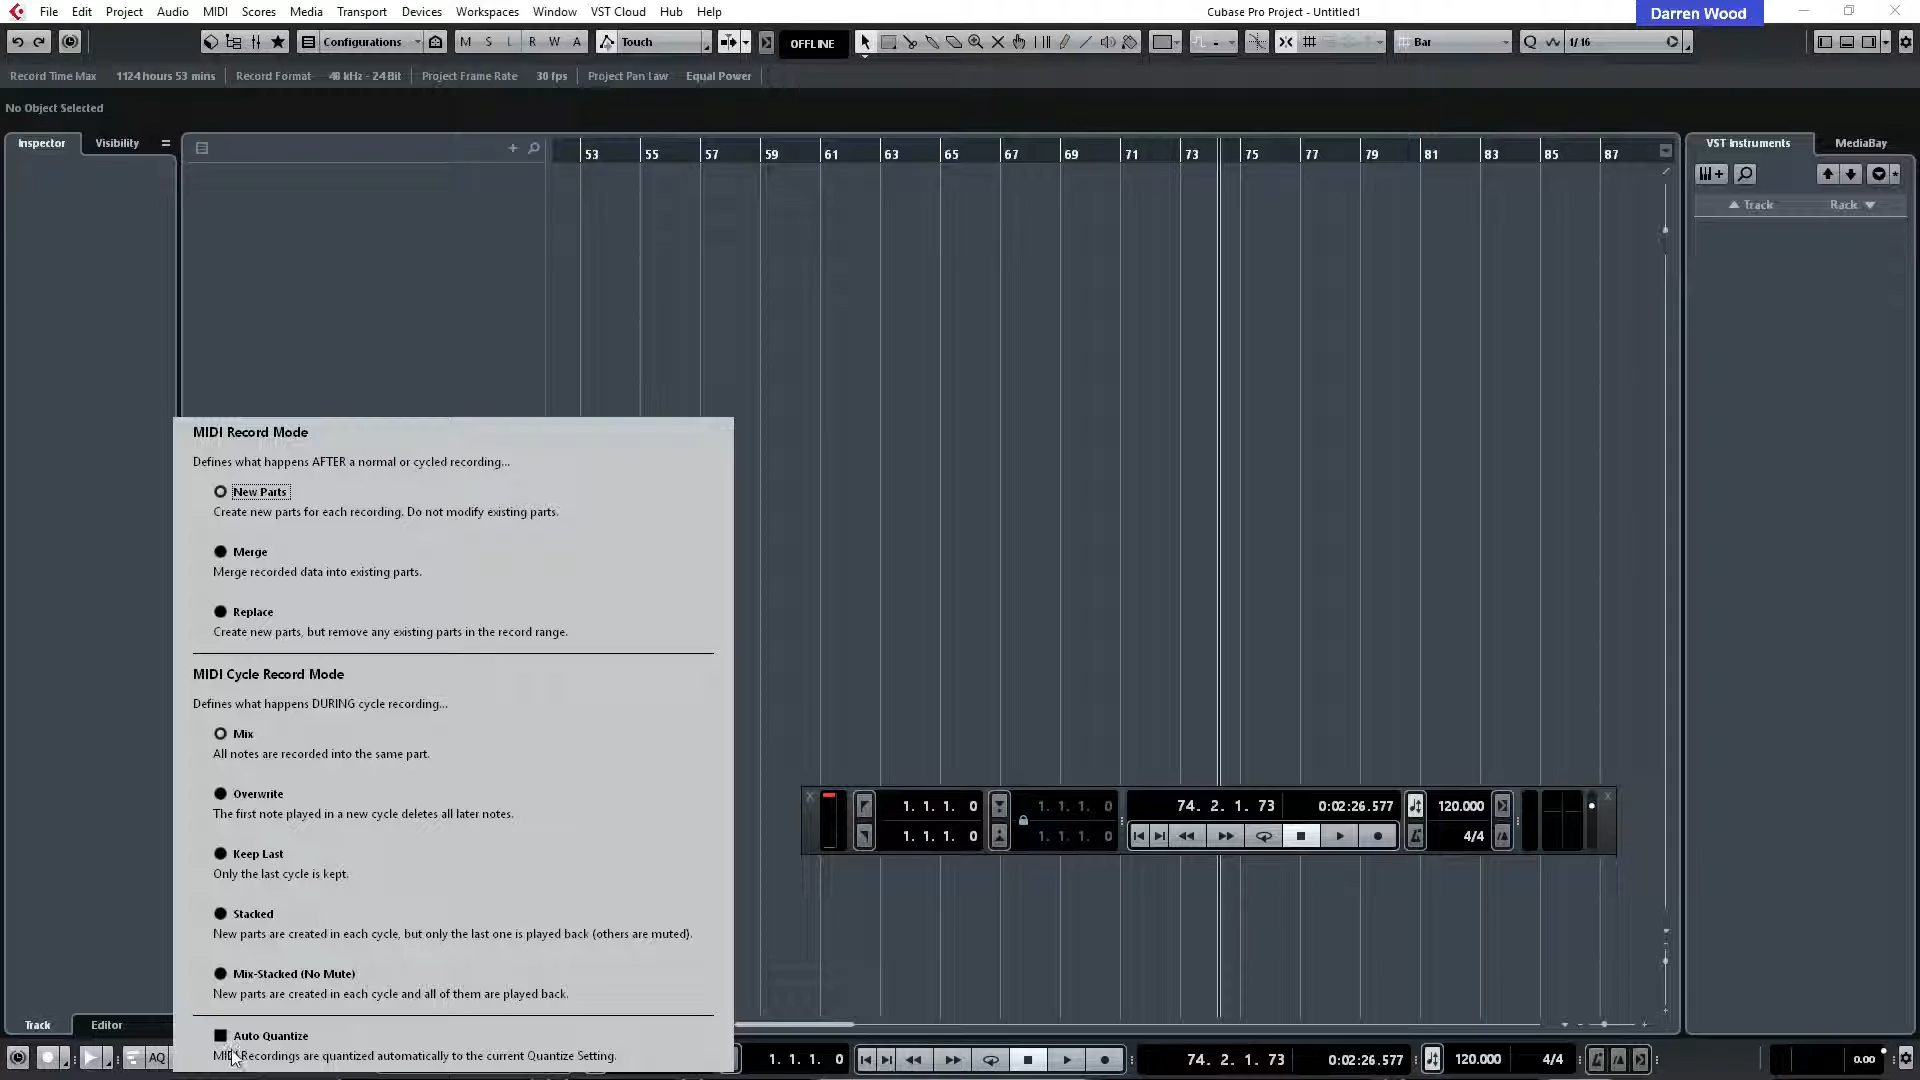 File Edit Project Audio MIDI Scores Media Transport Devices Workspaces Window VST Cloud Hub Help Cubase Pro Project - Untitled1 Darren Wood
Configurations M S L R W A Touch OFFLINE Bar Q 1/16
Record Time Max 1124 hours 53 mins Record Format 48 kHz - 24 Bit Project Frame Rate 30 fps Project Pan Law Equal Power
No Object Selected
Inspector Visibility VST Instruments MediaBay
53 55 57 59 61 63 65 67 69 71 73 75 77 79 81 83 85 87
Track Rack
MIDI Record Mode
Defines what happens AFTER a normal or cycled recording...
New Parts
Create new parts for each recording. Do not modify existing parts.
Merge
Merge recorded data into existing parts.
Replace
Create new parts, but remove any existing parts in the record range.
MIDI Cycle Record Mode
Defines what happens DURING cycle recording...
Mix
All notes are recorded into the same part.
Overwrite
The first note played in a new cycle deletes all later notes.
Keep Last
Only the last cycle is kept.
Stacked
New parts are created in each cycle, but only the last one is played back (others are muted).
Mix-Stacked (No Mute)
New parts are created in each cycle and all of them are played back.
Auto Quantize
MIDI Recordings are quantized automatically to the current Quantize Setting.
1. 1. 1. 0 1. 1. 1. 0 74. 2. 1. 73 0:02:26.577 120.000
1. 1. 1. 0 1. 1. 1. 0 4/4
Track Editor
AQ 1. 1. 1. 0 74. 2. 1. 73 0:02:26.577 120.000 4/4 0.00